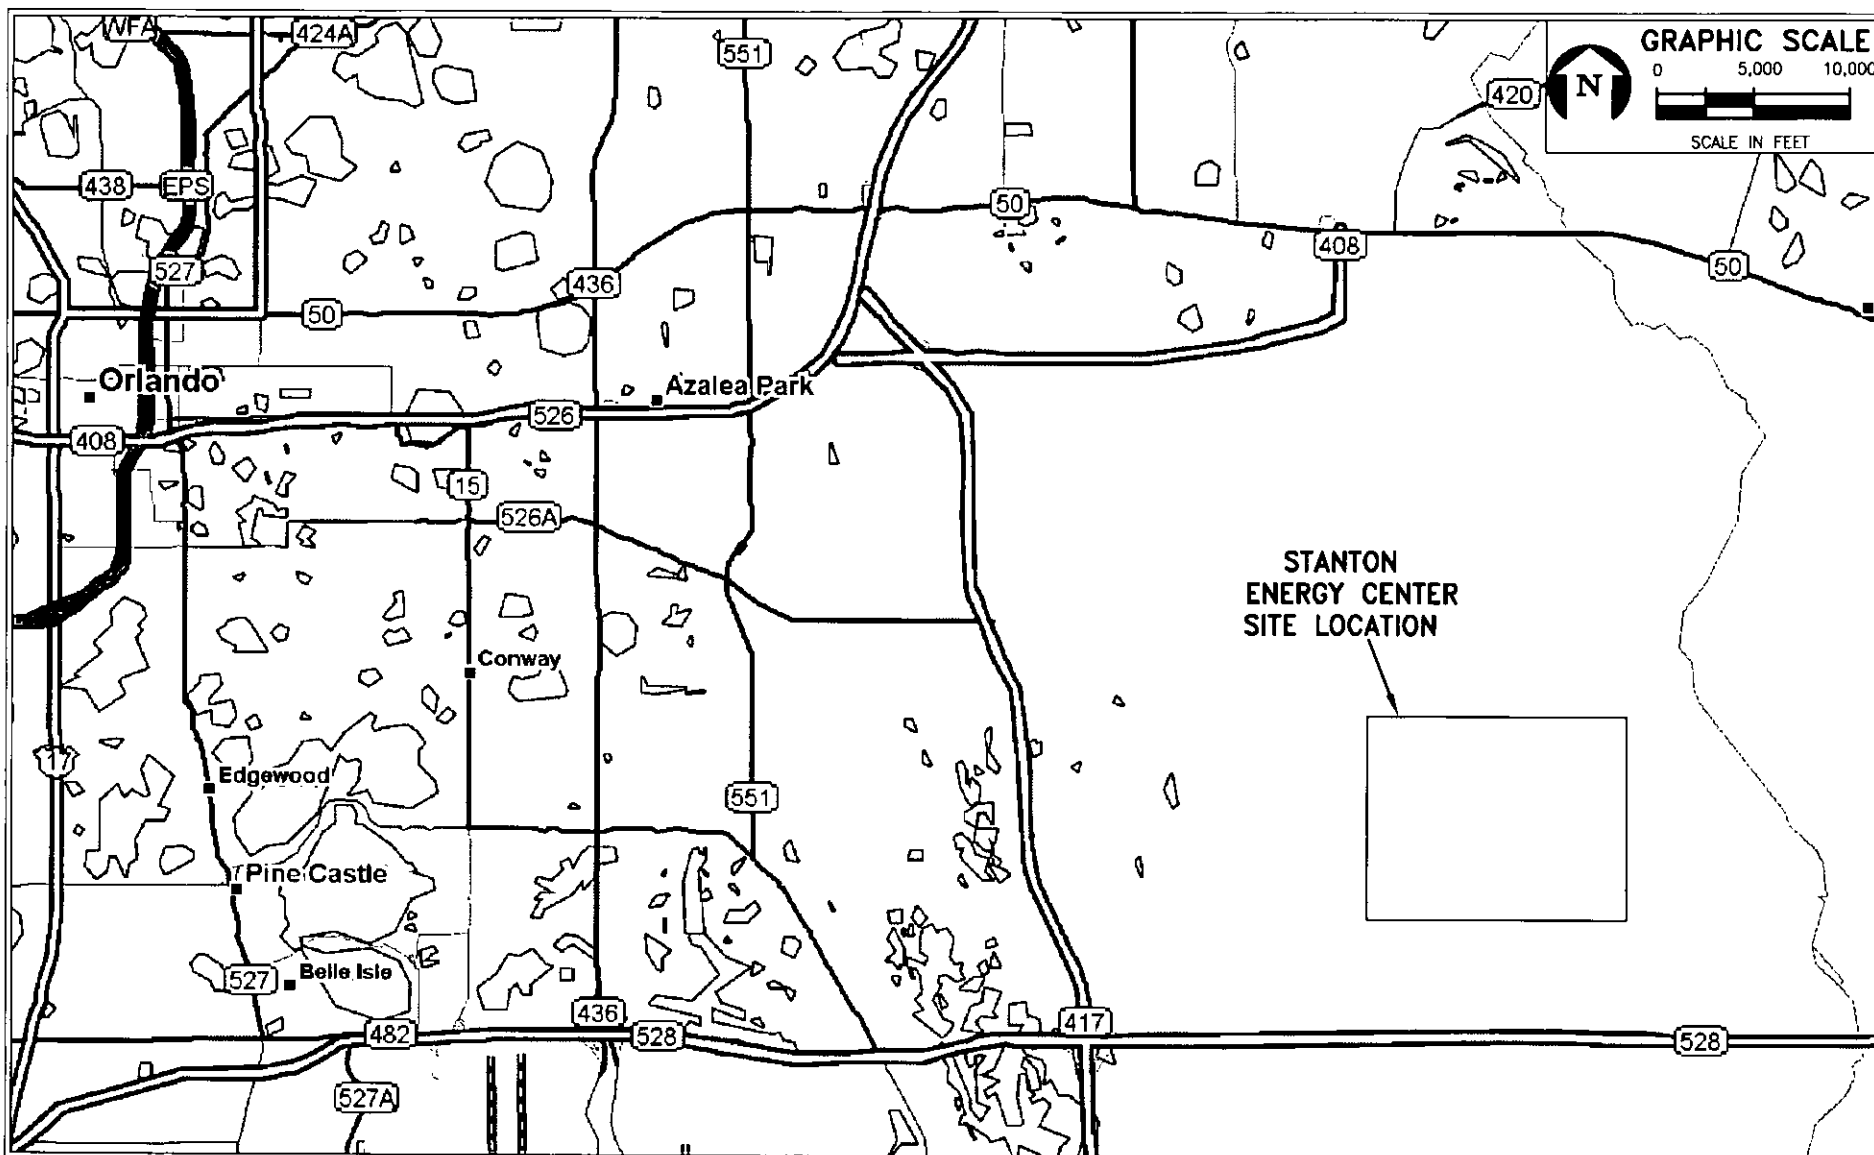 WFA
424A
551
GRAPHIC SCALE
0 5,000 10,000
N
SCALE IN FEET
420
438
EPS
50
527
408
436
50
50
Orlando
Azalea Park
408
526
15
526A
STANTON
ENERGY CENTER
SITE LOCATION
Conway
17
Edgewood
551
Pine Castle
527
Belle Isle
436
417
482
528
528
527A